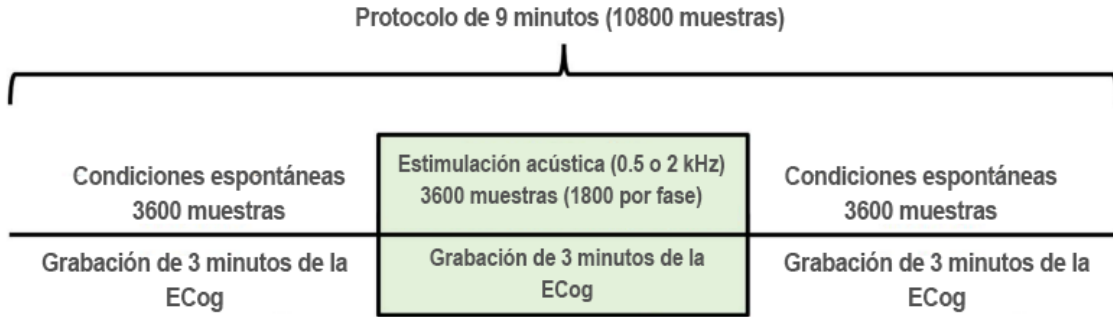 Protocolo de 9 minutos (10800 muestras)
Condiciones espontáneas
3600 muestras
Grabación de 3 minutos de la
ECog
Estimulación acústica (0.5 o 2 kHz)
3600 muestras (1800 por fase)
Grabación de 3 minutos de la
ECog
Condiciones espontáneas
3600 muestras
Grabación de 3 minutos de la
ECog